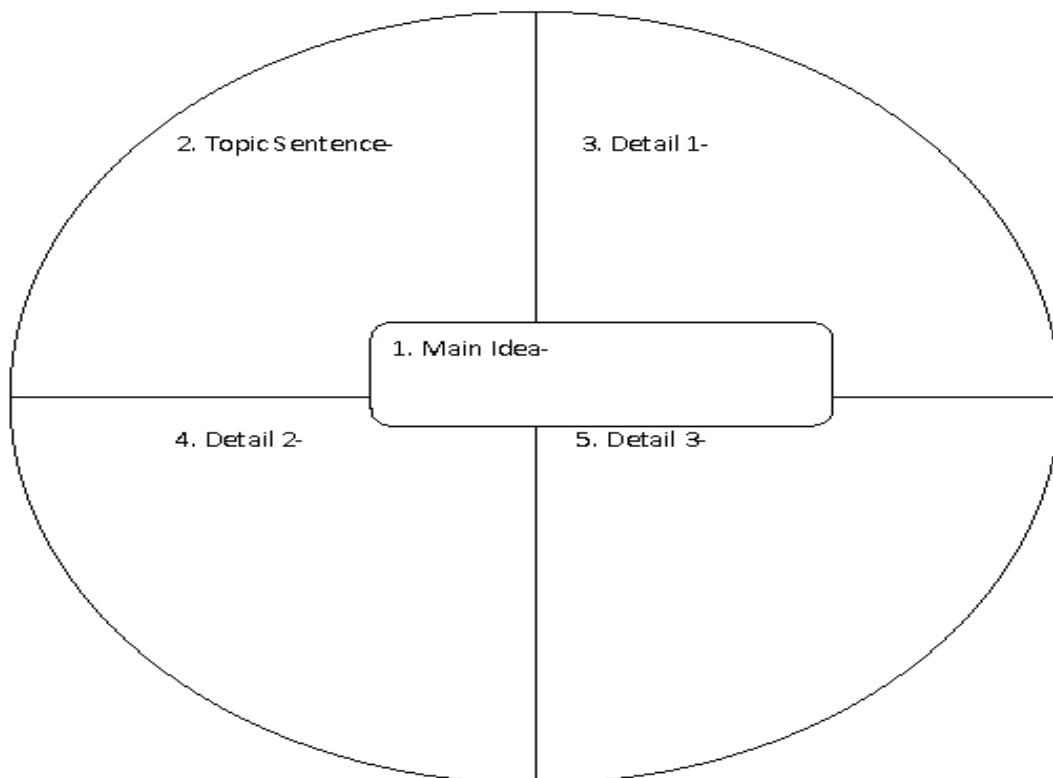 2. Topic Sentence-
3. Detail 1-
1. Main Idea-
4. Detail 2-
5. Detail 3-